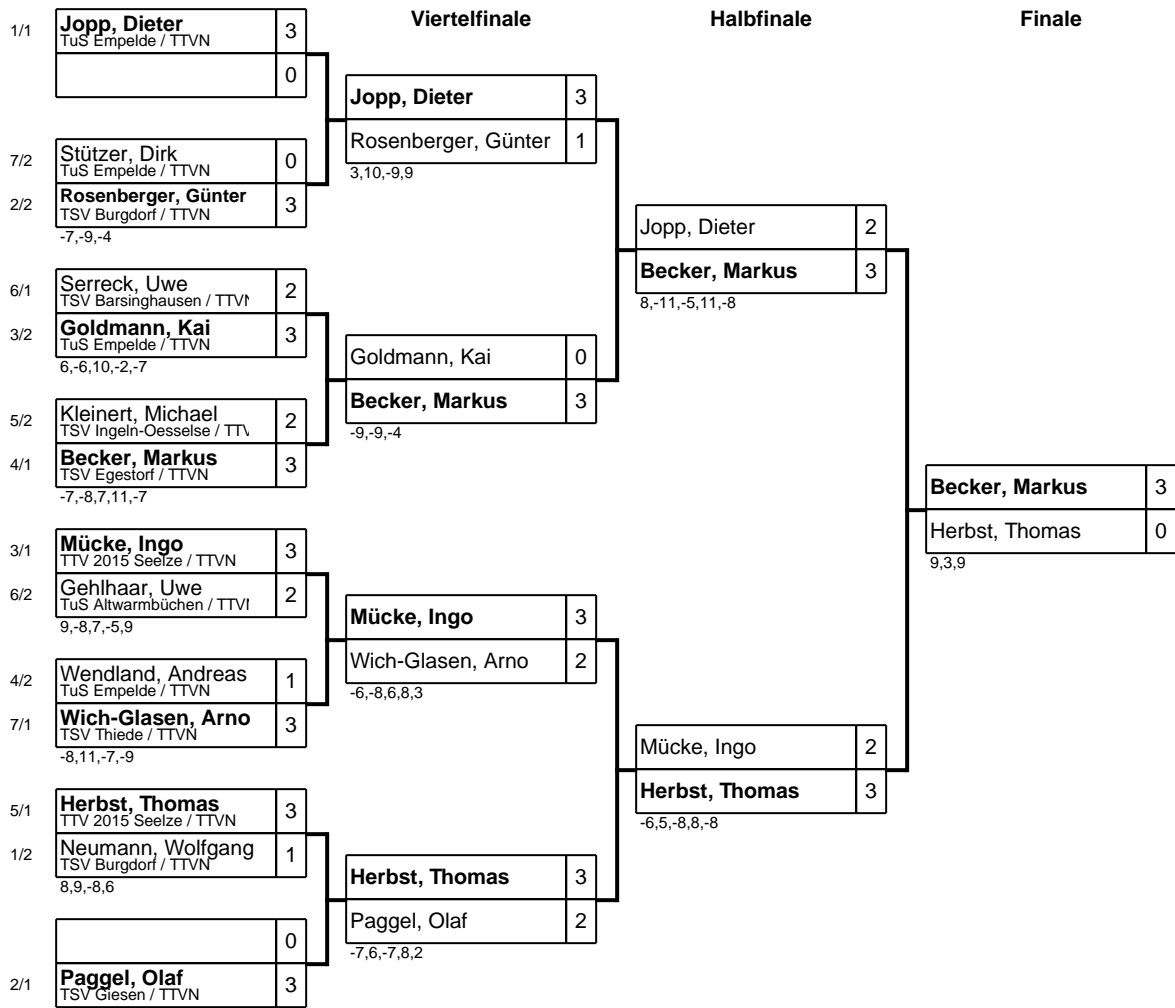 Viertelfinale
Halbfinale
Finale
1/1 Jopp, Dieter 3
TuS Empelde / TTVN
0
7/2 Stützer, Dirk 0
TuS Empelde / TTVN
2/2 Rosenberger, Günter 3
TSV Burgdorf / TTVN
-7,-9,-4
6/1 Serreck, Uwe 2
TSV Barsinghausen / TTVN
3/2 Goldmann, Kai 3
TuS Empelde / TTVN
6,-6,10,-2,-7
5/2 Kleinert, Michael 2
TSV Ingeln-Oesselse / TTV
4/1 Becker, Markus 3
TSV Egestorf / TTVN
-7,-8,7,11,-7
3/1 Mücke, Ingo 3
TTV 2015 Seelze / TTVN
6/2 Gehlhaar, Uwe 2
TuS Altwarmbüchen / TTVN
9,-8,7,-5,9
4/2 Wendland, Andreas 1
TuS Empelde / TTVN
7/1 Wich-Glasen, Arno 3
TSV Thiede / TTVN
-8,11,-7,-9
5/1 Herbst, Thomas 3
TTV 2015 Seelze / TTVN
1/2 Neumann, Wolfgang 1
TSV Burgdorf / TTVN
8,9,-8,6
0
2/1 Paggel, Olaf 3
TSV Giesen / TTVN
Jopp, Dieter 3
Rosenberger, Günter 1
3,10,-9,9
Goldmann, Kai 0
Becker, Markus 3
-9,-9,-4
Mücke, Ingo 3
Wich-Glasen, Arno 2
-6,-8,6,8,3
Herbst, Thomas 3
Paggel, Olaf 2
-7,6,-7,8,2
Jopp, Dieter 2
Becker, Markus 3
8,-11,-5,11,-8
Mücke, Ingo 2
Herbst, Thomas 3
-6,5,-8,8,-8
Becker, Markus 3
Herbst, Thomas 0
9,3,9